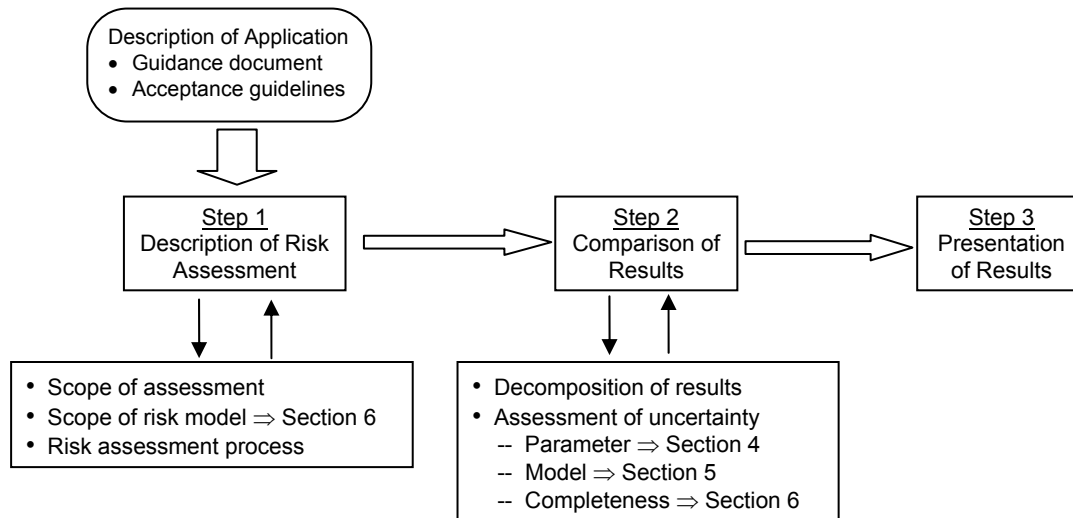 Description of Application
• Guidance document
• Acceptance guidelines
Step 1
Description of Risk
Assessment
Step 2
Comparison of
Results
Step 3
Presentation
of Results
• Scope of assessment
• Scope of risk model ⇒ Section 6
• Risk assessment process
• Decomposition of results
• Assessment of uncertainty
-- Parameter ⇒ Section 4
-- Model ⇒ Section 5
-- Completeness ⇒ Section 6